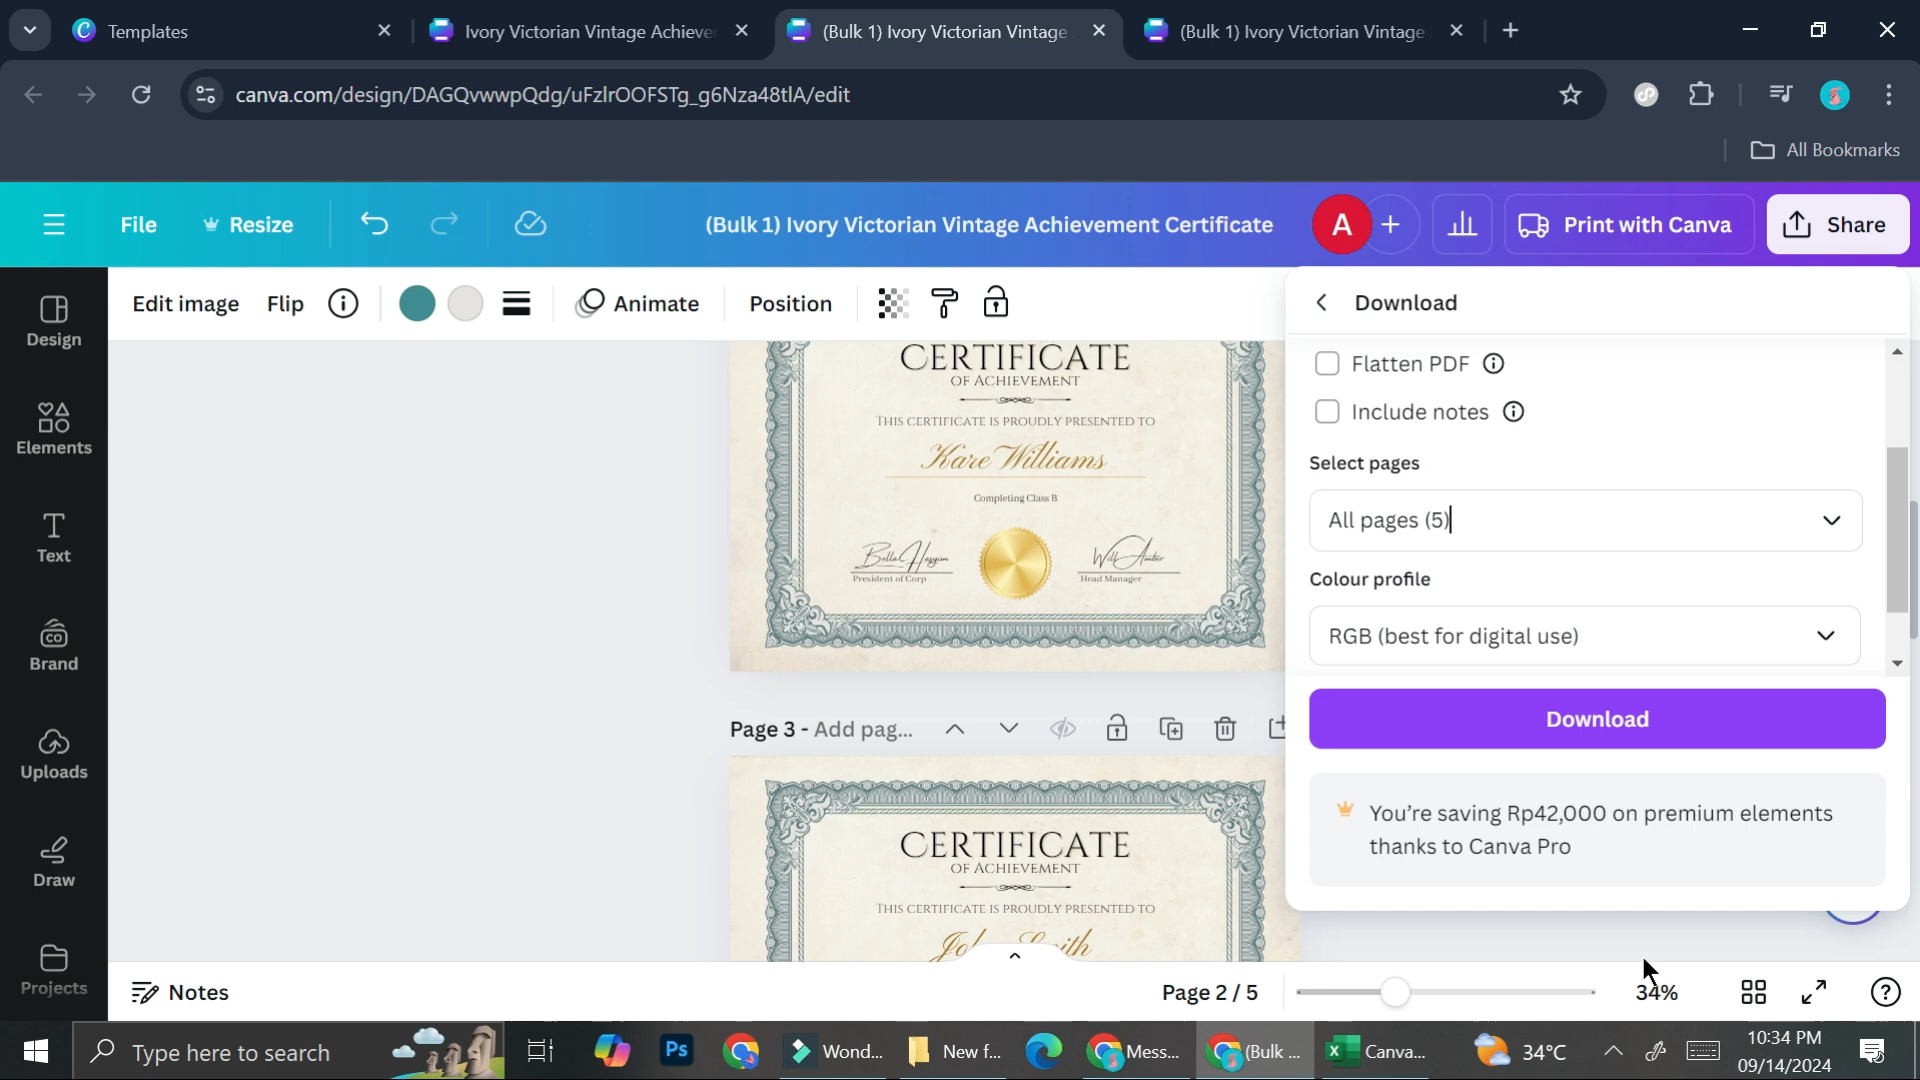 Templates
Ivory Victorian Vintage Achieve
(Bulk 1) Ivory Victorian Vintage
(Bulk 1) Ivory Victorian Vintage
canva.com/design/DAGQvwwpQdg/uFzlrOOFSTg_g6Nza48tlA/edit
All Bookmarks
File
Resize
(Bulk 1) Ivory Victorian Vintage Achievement Certificate
A
Print with Canva
Share
Edit image
Flip
Animate
Position
Design
Elements
Text
Brand
Uploads
Draw
Projects
CERTIFICATE
OF ACHIEVEMENT
THIS CERTIFICATE IS PROUDLY PRESENTED TO
Kare Williams
Completing Class B
President of Corp
Head Manager
Page 3 - Add pag...
CERTIFICATE
OF ACHIEVEMENT
THIS CERTIFICATE IS PROUDLY PRESENTED TO
Download
Flatten PDF
Include notes
Select pages
All pages (5)
Colour profile
RGB (best for digital use)
Download
You're saving Rp42,000 on premium elements
thanks to Canva Pro
Notes
Page 2 / 5
34%
Type here to search
Ps
Wond...
New f...
Mess...
(Bulk ...
Canva...
34°C
10:34 PM
09/14/2024